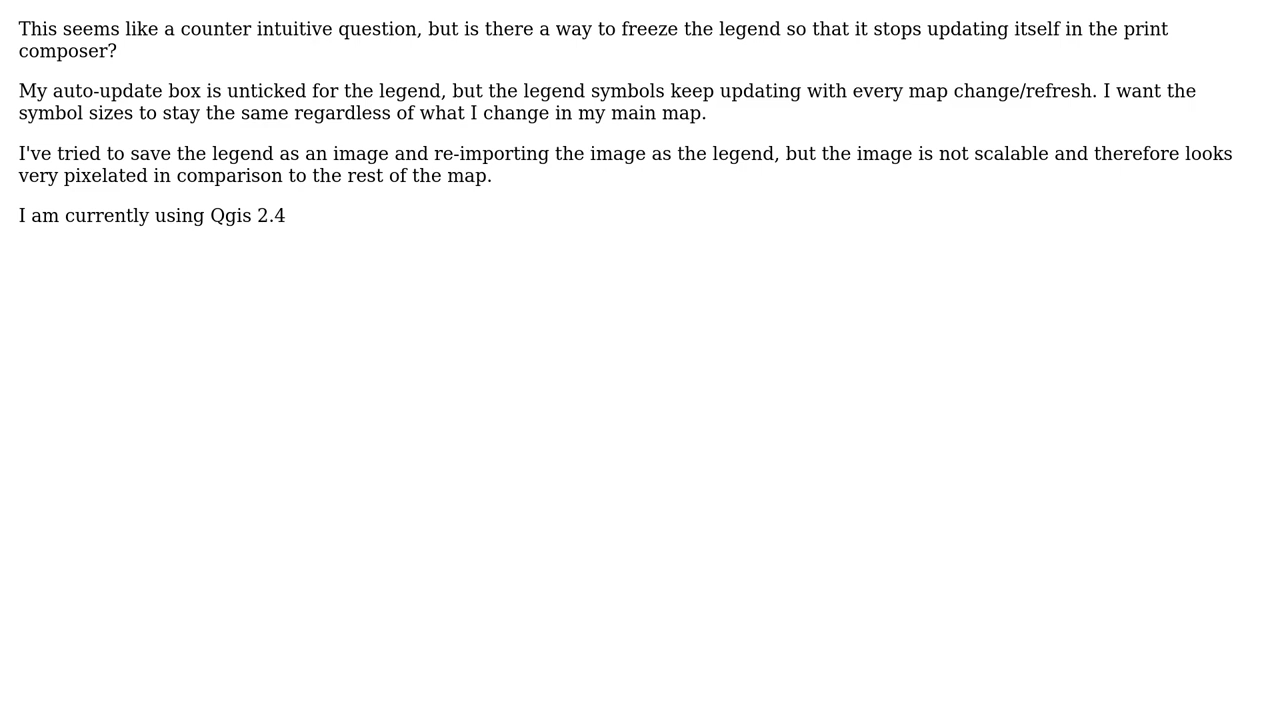 This seems like a counter intuitive question, but is there a way to freeze the legend so that it stops updating itself in the print
composer?
My auto-update box is unticked for the legend, but the legend symbols keep updating with every map change/refresh. I want the
symbol sizes to stay the same regardless of what I change in my main map.
I've tried to save the legend as an image and re-importing the image as the legend, but the image is not scalable and therefore looks
very pixelated in comparison to the rest of the map.
I am currently using Qgis 2.4